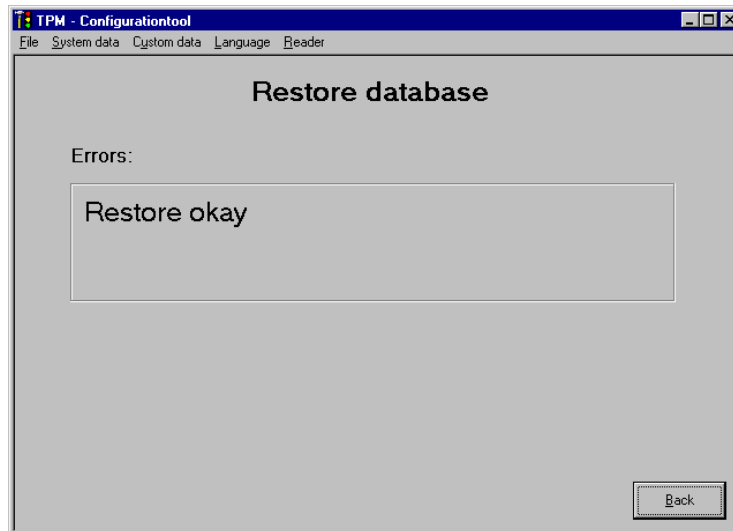 TPM - Configurationtool
File System data Custom data Language Reader
Restore database
Errors:
Restore okay
Back